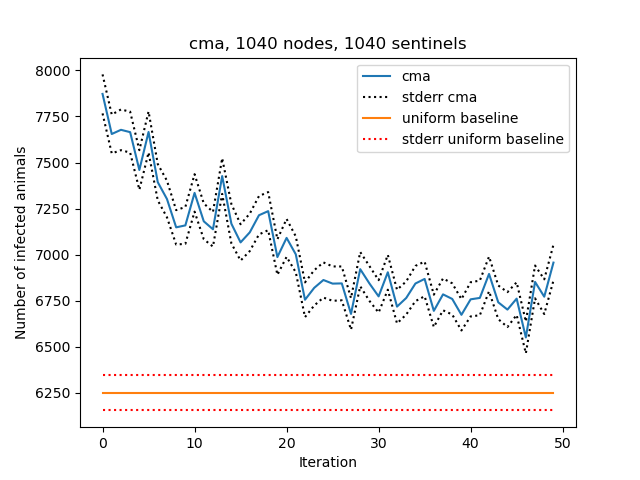 cma, 1040 nodes, 1040 sentinels
cma
stderr cma
uniform baseline
stderr uniform baseline
Number of infected animals
8000
7750
7500
7250
7000
6750
6500
6250
0 10 20 30 40 50
Iteration